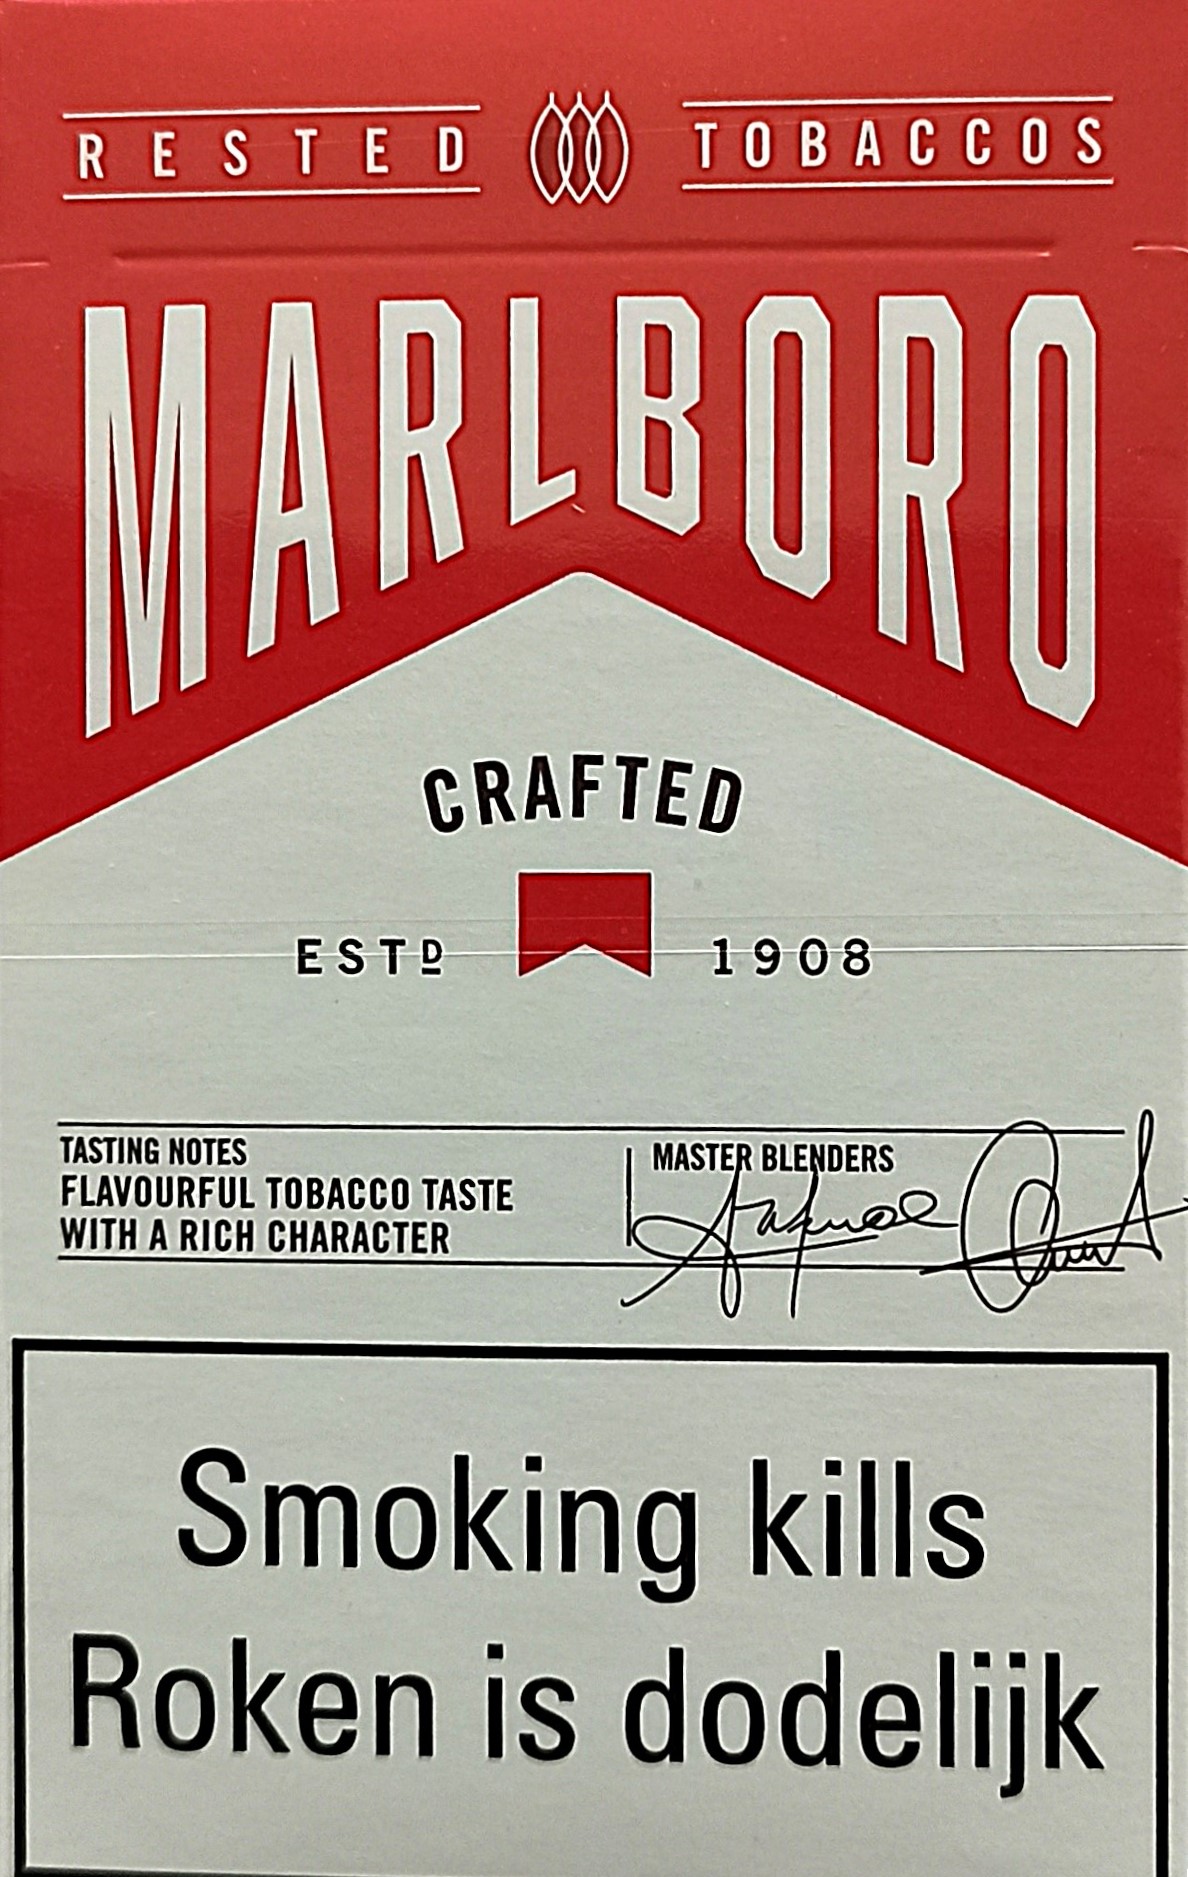 RESTED TOBACCOS
MARLBORO
CRAFTED
ESTD 1908
TASTING NOTES
FLAVOURFUL TOBACCO TASTE
WITH A RICH CHARACTER
MASTER BLENDERS
Smoking kills
Roken is dodelijk